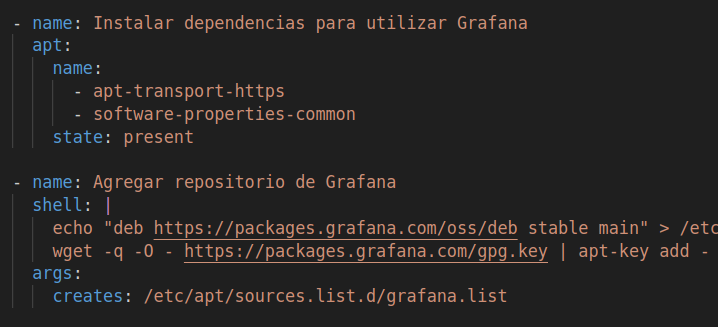 - name: Instalar dependencias para utilizar Grafana
apt:
name:
- apt-transport-https
- software-properties-common
state: present
- name: Agregar repositorio de Grafana
shell: |
echo "deb https://packages.grafana.com/oss/deb stable main" > /etc
wget -q -O - https://packages.grafana.com/gpg.key | apt-key add -
args:
creates: /etc/apt/sources.list.d/grafana.list